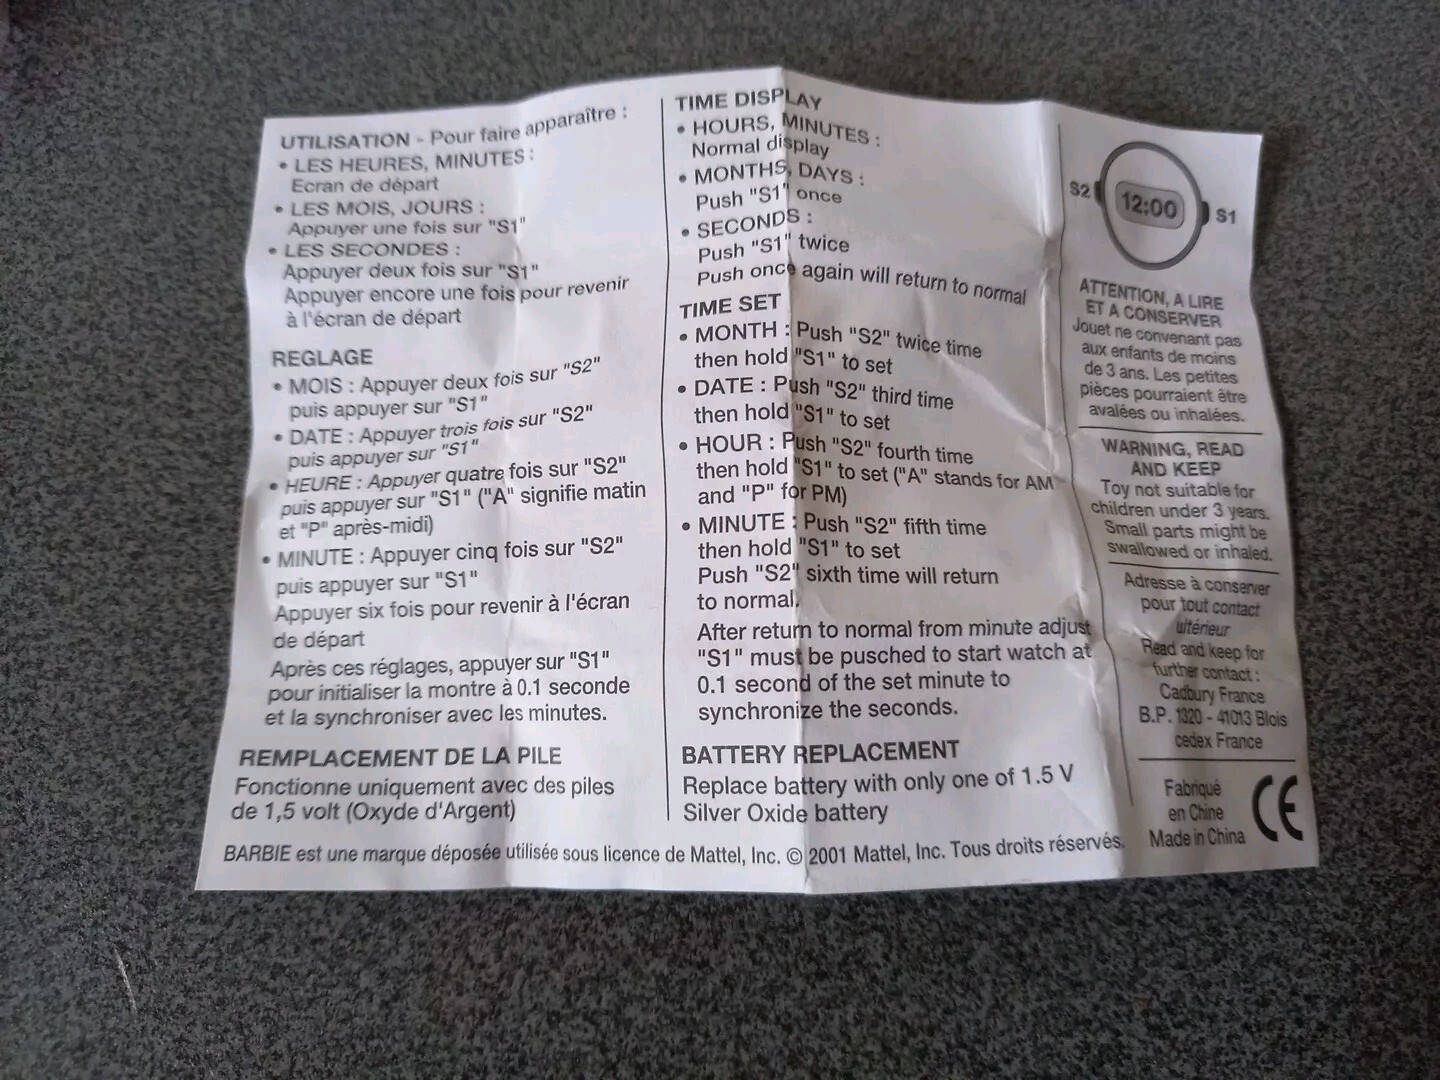 UTILISATION - Pour faire apparaître :
• LES HEURES, MINUTES :
Ecran de départ
• LES MOIS, JOURS :
Appuyer une fois sur "S1"
• LES SECONDES :
Appuyer deux fois sur "S1"
Appuyer encore une fois pour revenir
à l'écran de départ
REGLAGE
• MOIS : Appuyer deux fois sur "S2"
puis appuyer sur "S1"
• DATE : Appuyer trois fois sur "S2"
puis appuyer sur "S1"
• HEURE : Appuyer quatre fois sur "S2"
puis appuyer sur "S1" ("A" signifie matin
et "P" après-midi)
• MINUTE : Appuyer cinq fois sur "S2"
puis appuyer sur "S1"
Appuyer six fois pour revenir à l'écran
de départ
Après ces réglages, appuyer sur "S1"
pour initialiser la montre à 0.1 seconde
et la synchroniser avec les minutes.
REMPLACEMENT DE LA PILE
Fonctionne uniquement avec des piles
de 1,5 volt (Oxyde d'Argent)
TIME DISPLAY
• HOURS, MINUTES :
Normal display
• MONTHS, DAYS :
Push "S1" once
• SECONDS :
Push "S1" twice
Push once again will return to normal
TIME SET
• MONTH : Push "S2" twice time
then hold "S1" to set
• DATE : Push "S2" third time
then hold "S1" to set
• HOUR : Push "S2" fourth time
then hold "S1" to set ("A" stands for AM
and "P" for PM)
• MINUTE : Push "S2" fifth time
then hold "S1" to set
Push "S2" sixth time will return
to normal.
After return to normal from minute adjust
"S1" must be pusched to start watch at
0.1 second of the set minute to
synchronize the seconds.
BATTERY REPLACEMENT
Replace battery with only one of 1.5 V
Silver Oxide battery
S2 12:00 S1
ATTENTION, A LIRE
ET A CONSERVER
Jouet ne convenant pas
aux enfants de moins
de 3 ans. Les petites
pièces pourraient être
avalées ou inhalées.
WARNING, READ
AND KEEP
Toy not suitable for
children under 3 years.
Small parts might be
swallowed or inhaled.
Adresse à conserver
pour tout contact
ultérieur
Read and keep for
further contact :
Cadbury France
B.P. 1320 - 41013 Blois
cedex France
Fabriqué
en Chine
Made in China
CE
BARBIE est une marque déposée utilisée sous licence de Mattel, Inc. © 2001 Mattel, Inc. Tous droits réservés.